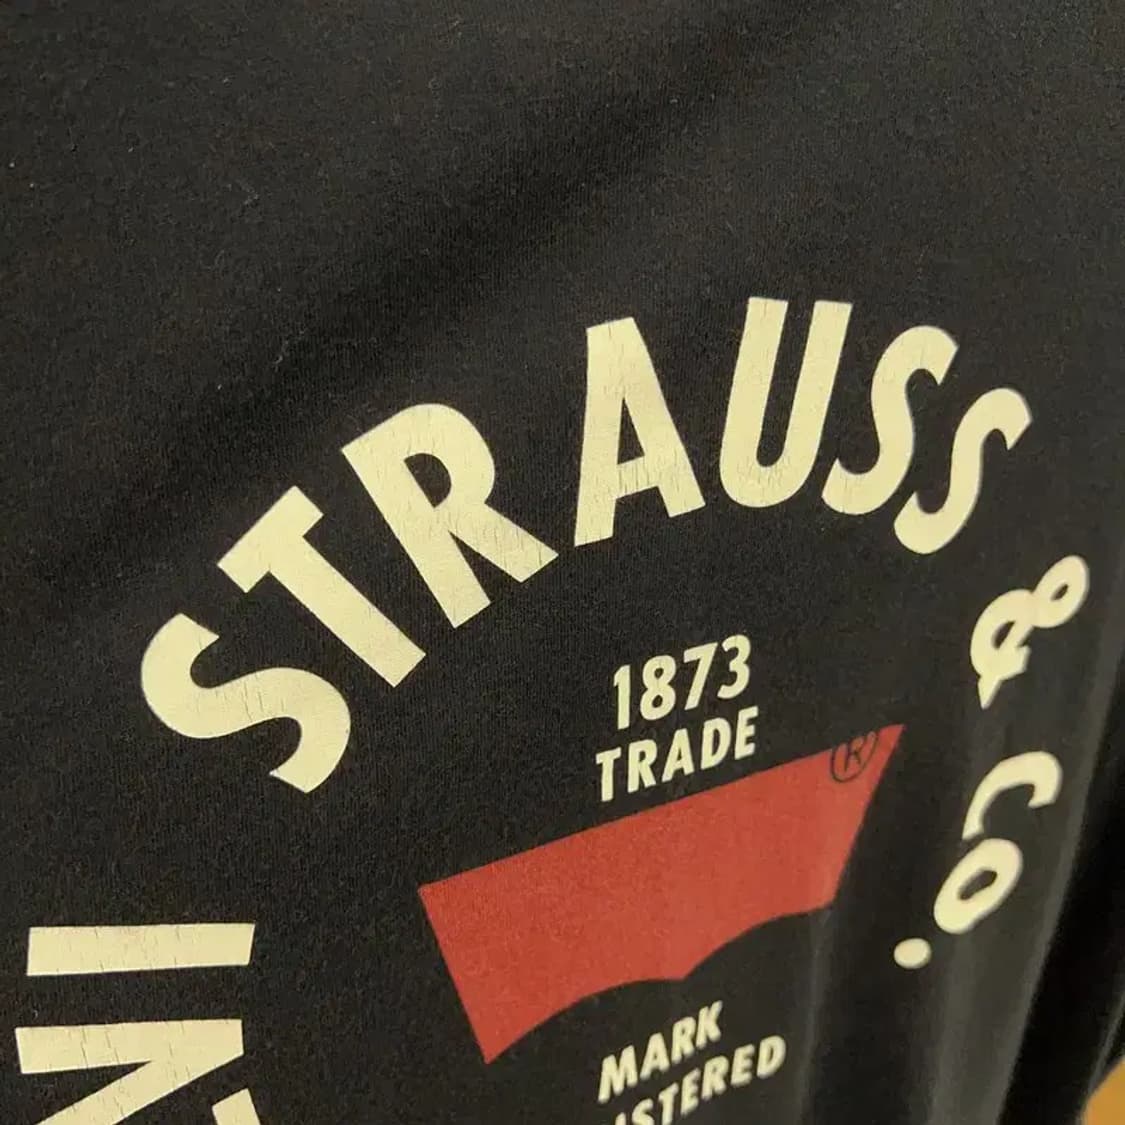 STRAUSS & Co.
1873
TRADE
®
MARK